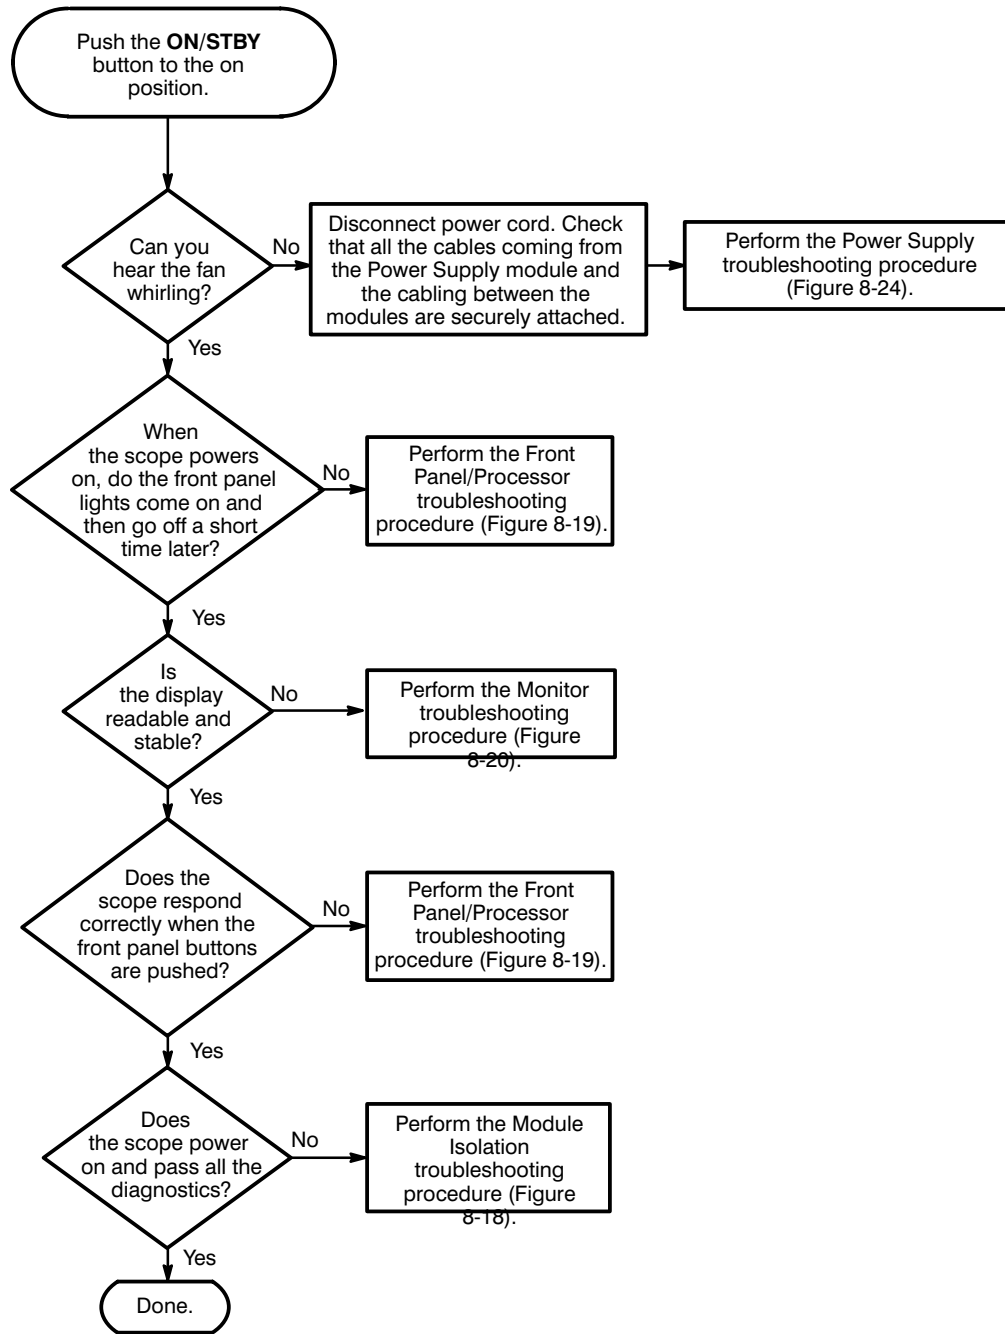 Push the ON/STBY
button to the on
position.
Can you
hear the fan
whirling?
No
Disconnect power cord. Check
that all the cables coming from
the Power Supply module and
the cabling between the
modules are securely attached.
Perform the Power Supply
troubleshooting procedure
(Figure 8-24).
Yes
When
the scope powers
on, do the front panel
lights come on and
then go off a short
time later?
No
Perform the Front
Panel/Processor
troubleshooting
procedure (Figure 8-19).
Yes
Is
the display
readable and
stable?
No
Perform the Monitor
troubleshooting
procedure (Figure
8-20).
Yes
Does the
scope respond
correctly when the
front panel buttons
are pushed?
No
Perform the Front
Panel/Processor
troubleshooting
procedure (Figure 8-19).
Yes
Does
the scope power
on and pass all the
diagnostics?
No
Perform the Module
Isolation
troubleshooting
procedure (Figure
8-18).
Yes
Done.